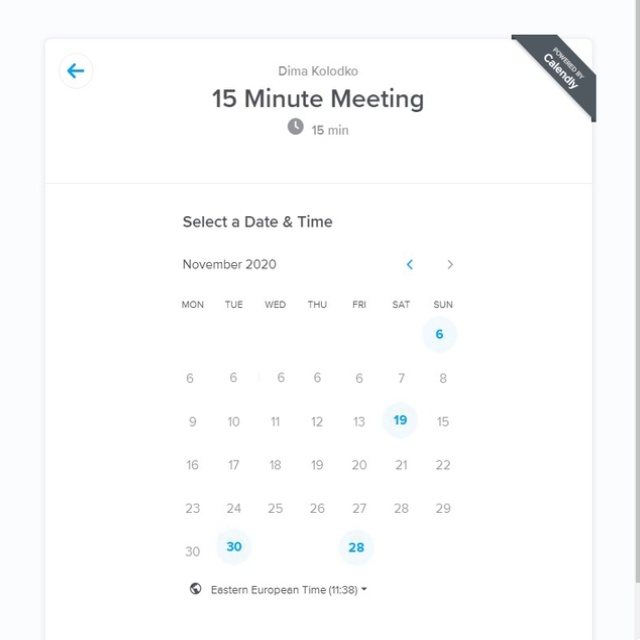 POWERED BY
Calendly
Dima Kolodko
15 Minute Meeting
15 min
Select a Date & Time
November 2020
MON TUE WED THU FRI SAT SUN
6
6 6 6 6 6 7 8
9 10 11 12 13 19 15
16 17 18 19 20 21 22
23 24 25 26 27 28 29
30 30 28
Eastern European Time (11:38)